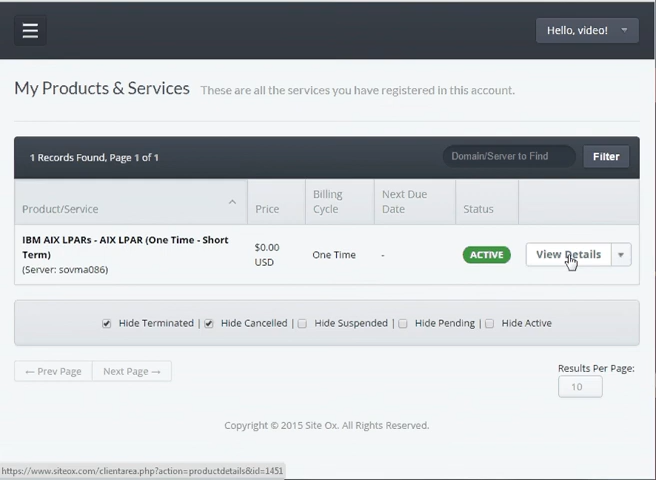 Hello, video!
My Products & Services These are all the services you have registered in this account.
1 Records Found, Page 1 of 1
Domain/Server to Find
Filter
Product/Service
Price
Billing
Cycle
Next Due
Date
Status
IBM AIX LPARs - AIX LPAR (One Time - Short
Term)
(Server: sovma086)
$0.00
USD
One Time
-
ACTIVE
View Details
Hide Terminated | Hide Cancelled | Hide Suspended | Hide Pending | Hide Active
← Prev Page
Next Page →
Results Per Page:
10
Copyright © 2015 Site Ox. All Rights Reserved.
https://www.siteox.com/clientarea.php?action=productdetails&id=1451